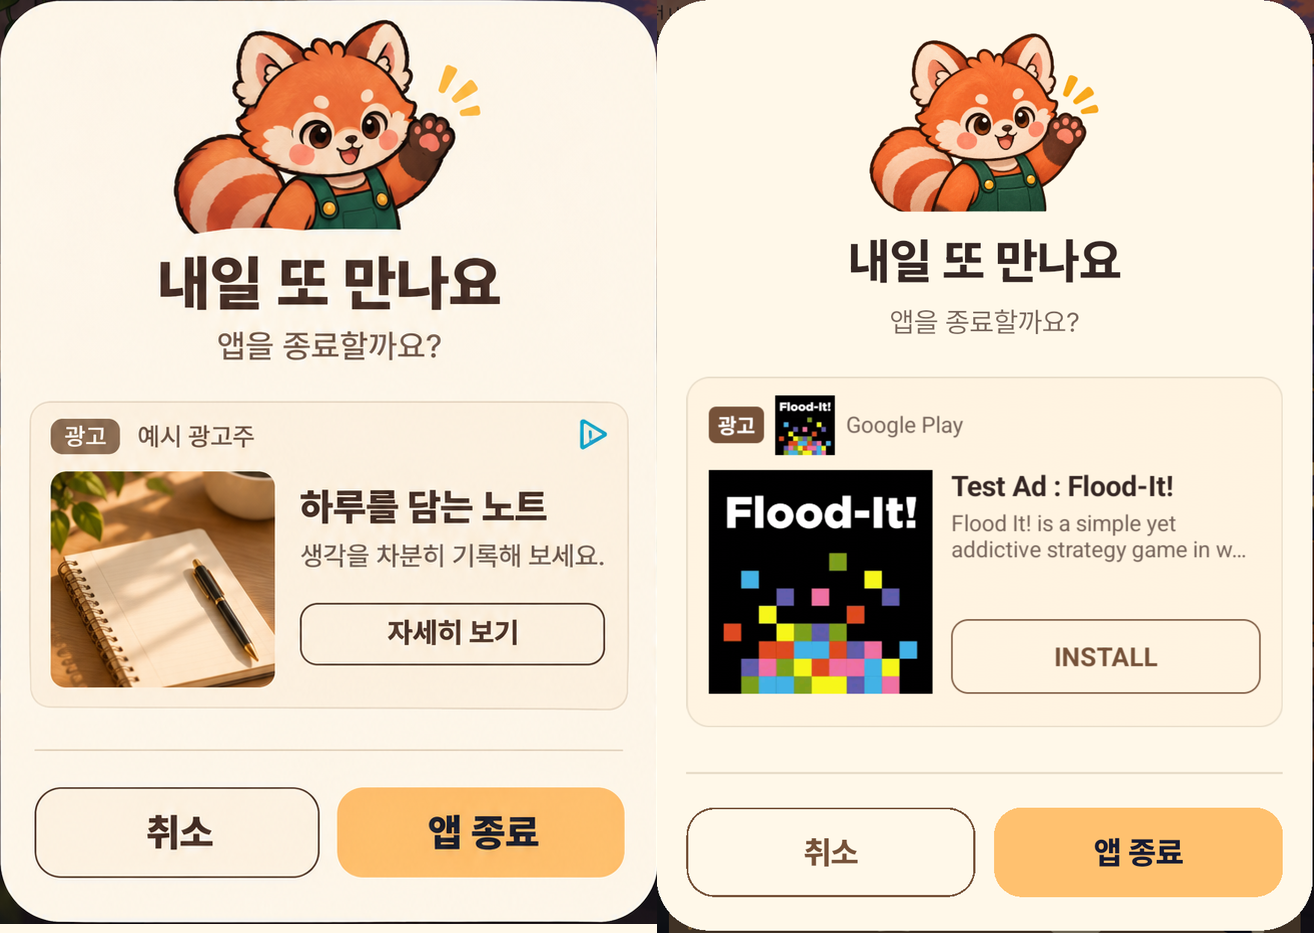 내일 또 만나요
앱을 종료할까요?
광고 예시 광고주
하루를 담는 노트
생각을 차분히 기록해 보세요.
자세히 보기
취소 앱 종료
내일 또 만나요
앱을 종료할까요?
광고 Flood-It! Google Play
Flood-It!
Test Ad : Flood-It!
Flood It! is a simple yet
addictive strategy game in w...
INSTALL
취소 앱 종료